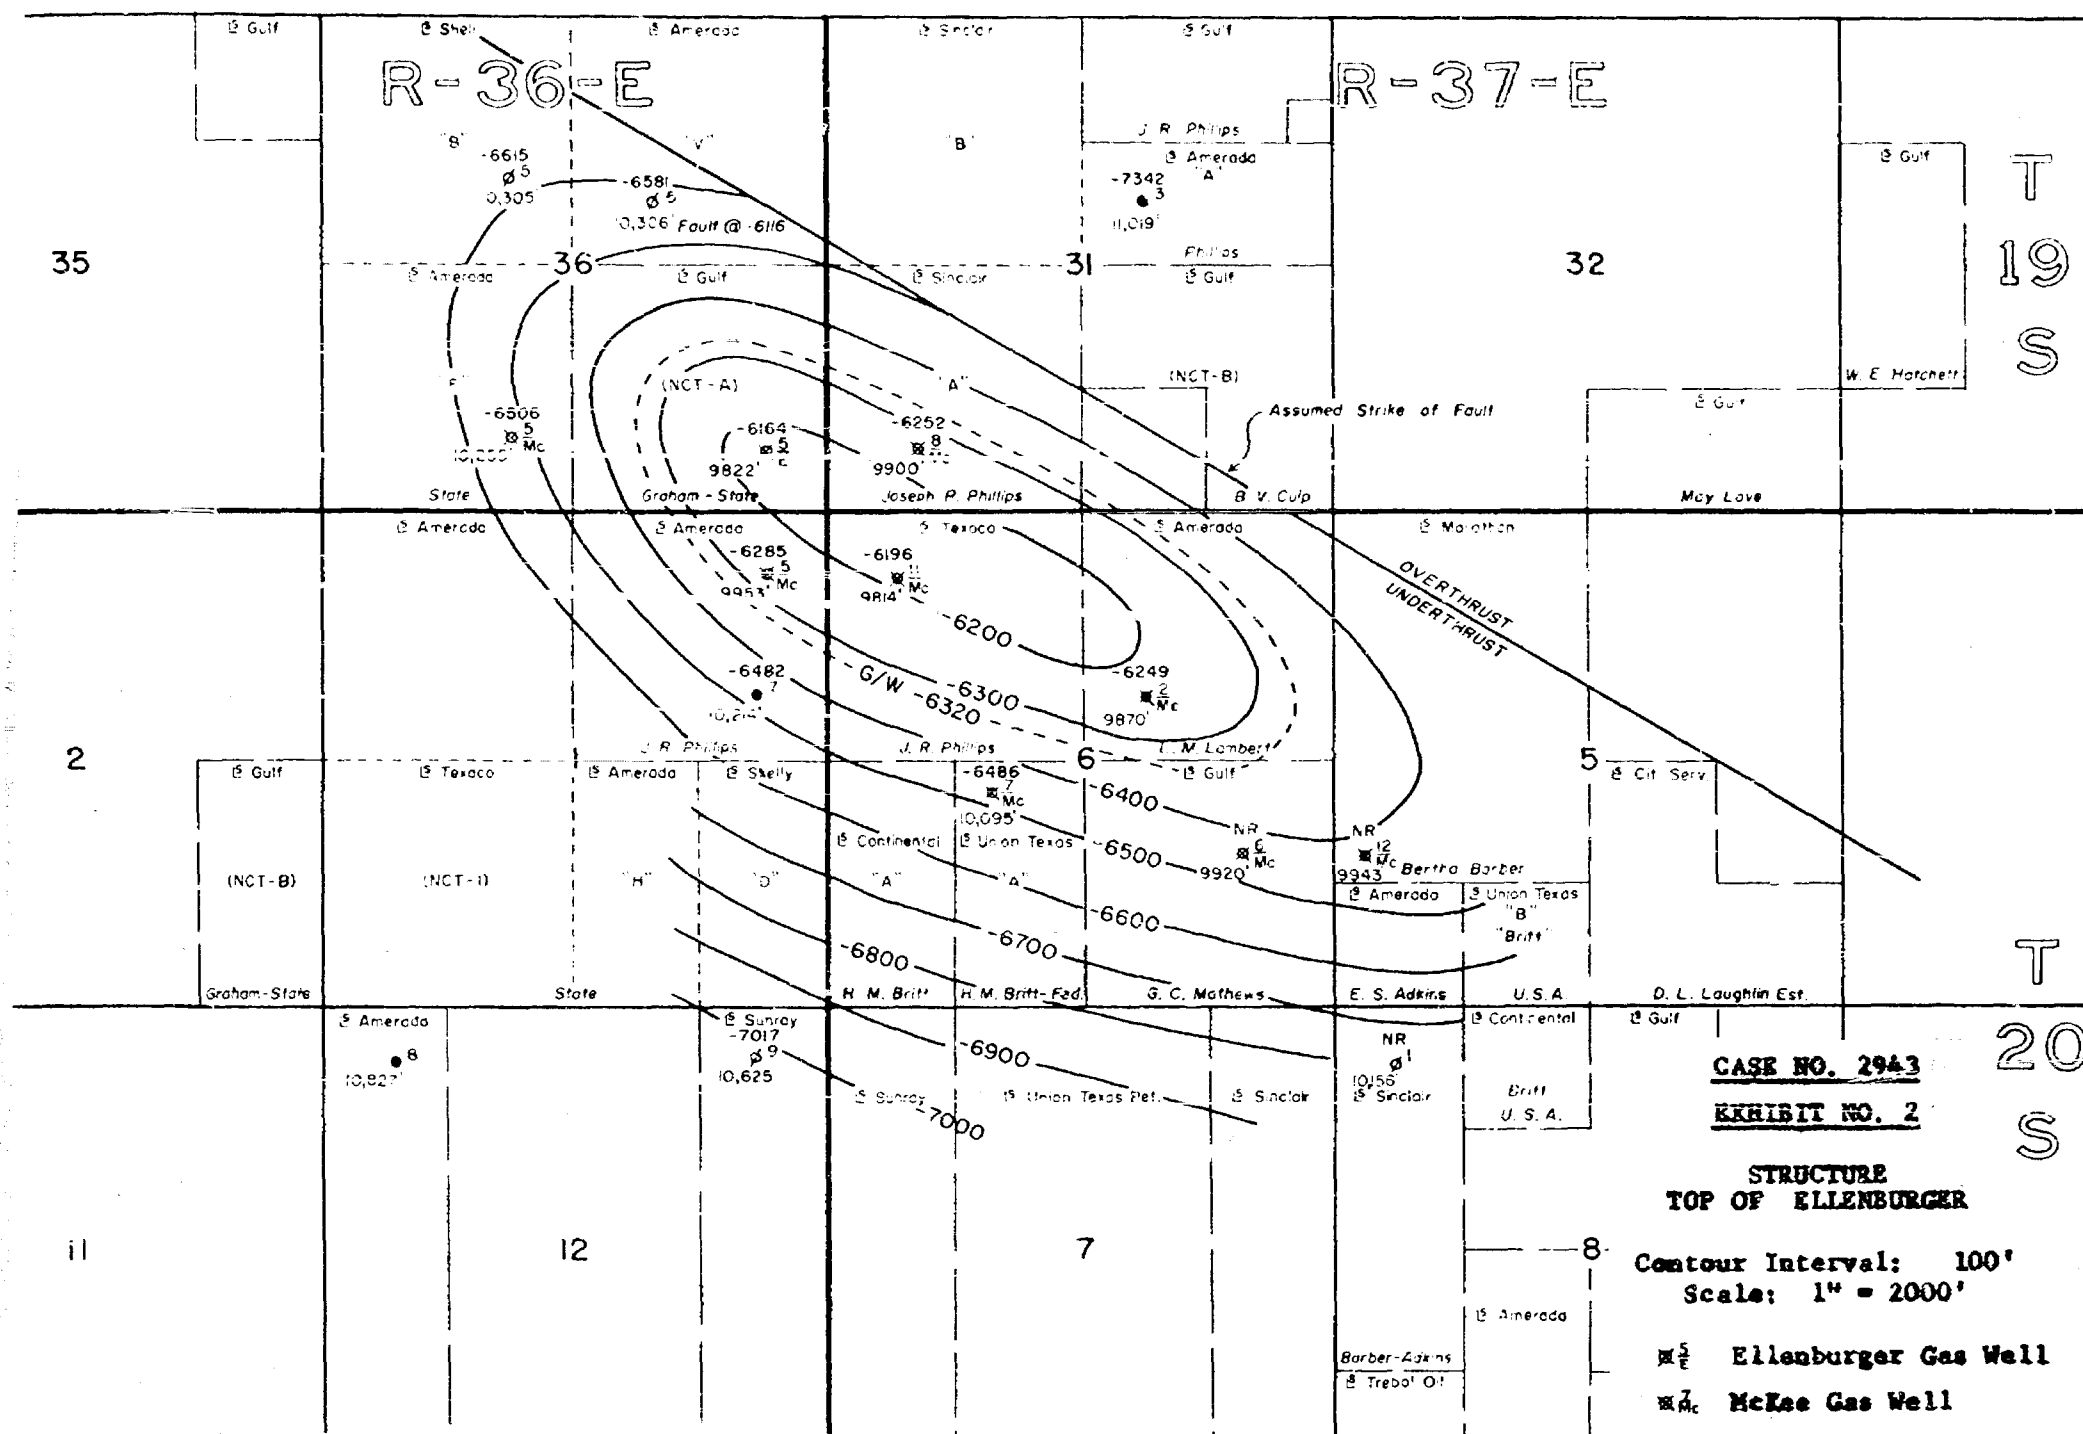 Gulf
Shell
Amerada
Sinclair
Gulf
R-36-E
R-37-E
"B"
"V"
"B"
J. R. Phillips
Amerada
"A"
Gulf
T
19
S
-6615
5
10,305'
-6581
5
10,306'
Fault @ -6116
-7342
3
11,019'
Phillips
35
36
31
32
Amerada
Gulf
Sinclair
Gulf
W. E. Hatchett
Gulf
(NCT-A)
"A"
(NCT-B)
Assumed Strike of Fault
-6506
5
Mc
-6164
5
E
9822'
-6252
8
9900'
State
Graham-State
Joseph R. Phillips
B. V. Culp
May Love
Amerada
Amerada
Texaco
Amerada
Marathon
-6285
5
Mc
9953'
-6196
11
Mc
9814'
OVERTHRUST
UNDERTHRUST
-6200
-6482
7
10,214'
G/W -6320
-6300
-6249
2
Mc
9870'
J. R. Phillips
J. R. Phillips
L. M. Lambert
2
6
5
Gulf
Texaco
Amerada
Skelly
-6486
7
Mc
10,095'
Gulf
Cit. Serv.
-6400
Continental
Union Texas
-6500
NR
6
Mc
9920'
NR
12
Mc
9943'
Bertha Barber
(NCT-B)
(NCT-1)
"H"
"D"
"A"
"A"
Amerada
Union Texas
"B"
"Britt"
-6600
-6700
-6800
Graham-State
State
H. M. Britt
H. M. Britt-Fed.
G. C. Mathews
E. S. Adkins
U.S.A.
D. L. Laughlin Est.
T
20
S
Amerada
8
10,827'
Sunray
-7017
9
10,625
-6900
NR
1
10,156'
Continental
Gulf
Sunray
-7000
Union Texas Pet.
Sinclair
Sinclair
Britt
U. S. A.
CASE NO. 2943
EXHIBIT NO. 2
STRUCTURE
TOP OF ELLENBURGER
11
12
7
8
Contour Interval: 100'
Scale: 1" = 2000'
Amerada
Barber-Adkins
Trebol Oil
5
E
Ellenburger Gas Well
7
Mc
McKee Gas Well